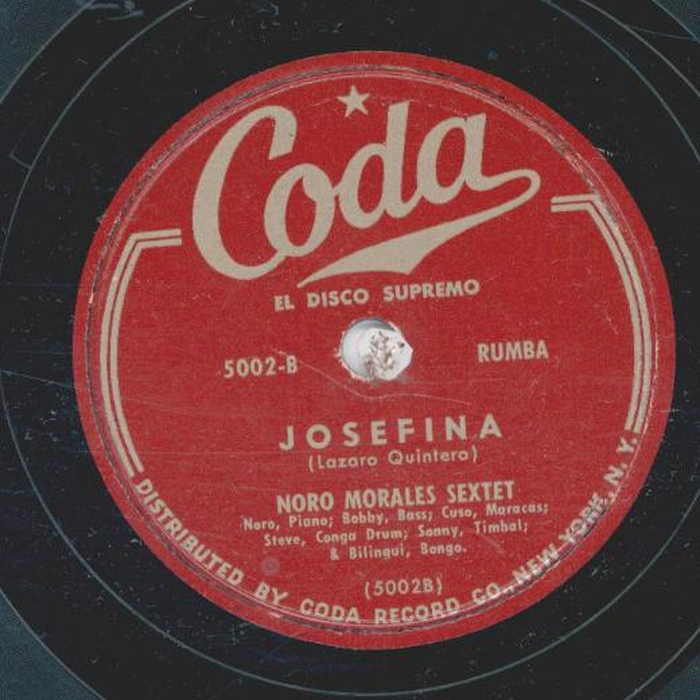 Coda
EL DISCO SUPREMO
5002-B
RUMBA
JOSEFINA
(Lazaro Quintero)
NORO MORALES SEXTET
Noro, Piano; Bobby, Bass; Cuso, Maracas;
Steve, Conga Drum; Sonny, Timbal;
& Bilingui, Bongo.
(5002B)
DISTRIBUTED BY CODA RECORD CO., NEW YORK, N.Y.